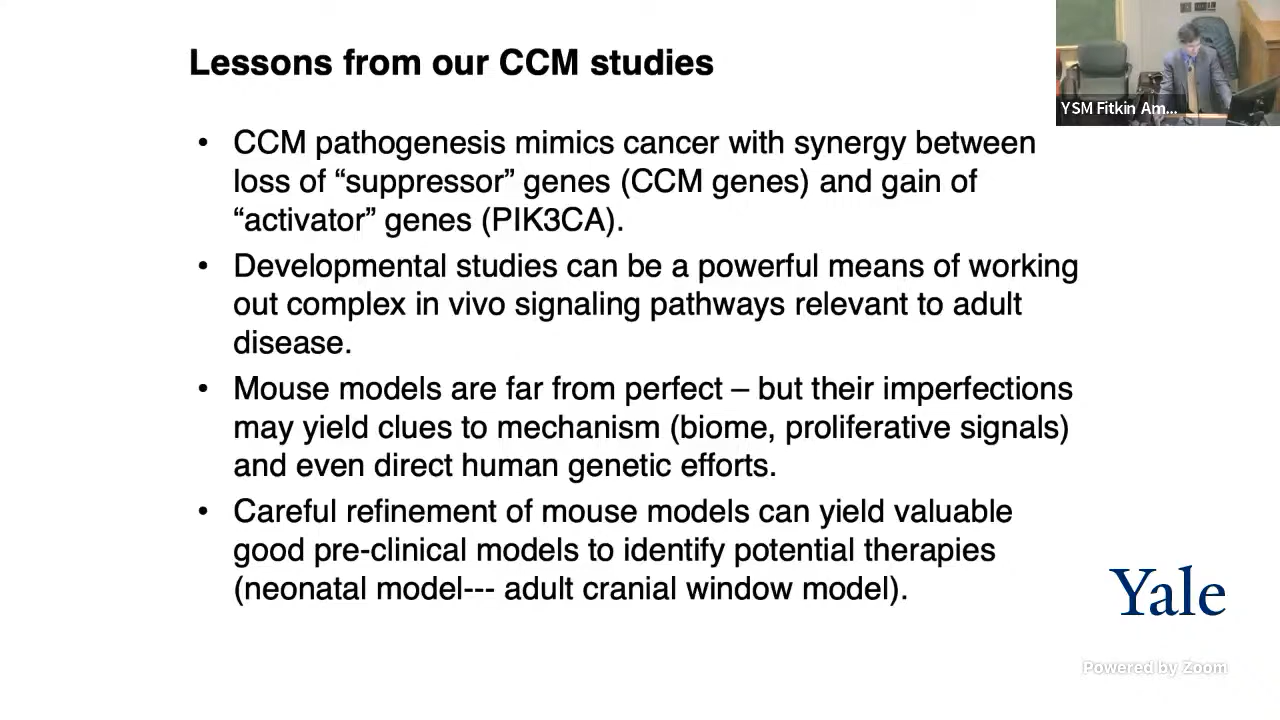 Lessons from our CCM studies
YSM Fitkin Am...
• CCM pathogenesis mimics cancer with synergy between
loss of “suppressor” genes (CCM genes) and gain of
“activator” genes (PIK3CA).
• Developmental studies can be a powerful means of working
out complex in vivo signaling pathways relevant to adult
disease.
• Mouse models are far from perfect – but their imperfections
may yield clues to mechanism (biome, proliferative signals)
and even direct human genetic efforts.
• Careful refinement of mouse models can yield valuable
good pre-clinical models to identify potential therapies
(neonatal model--- adult cranial window model).
Yale
Powered by Zoom